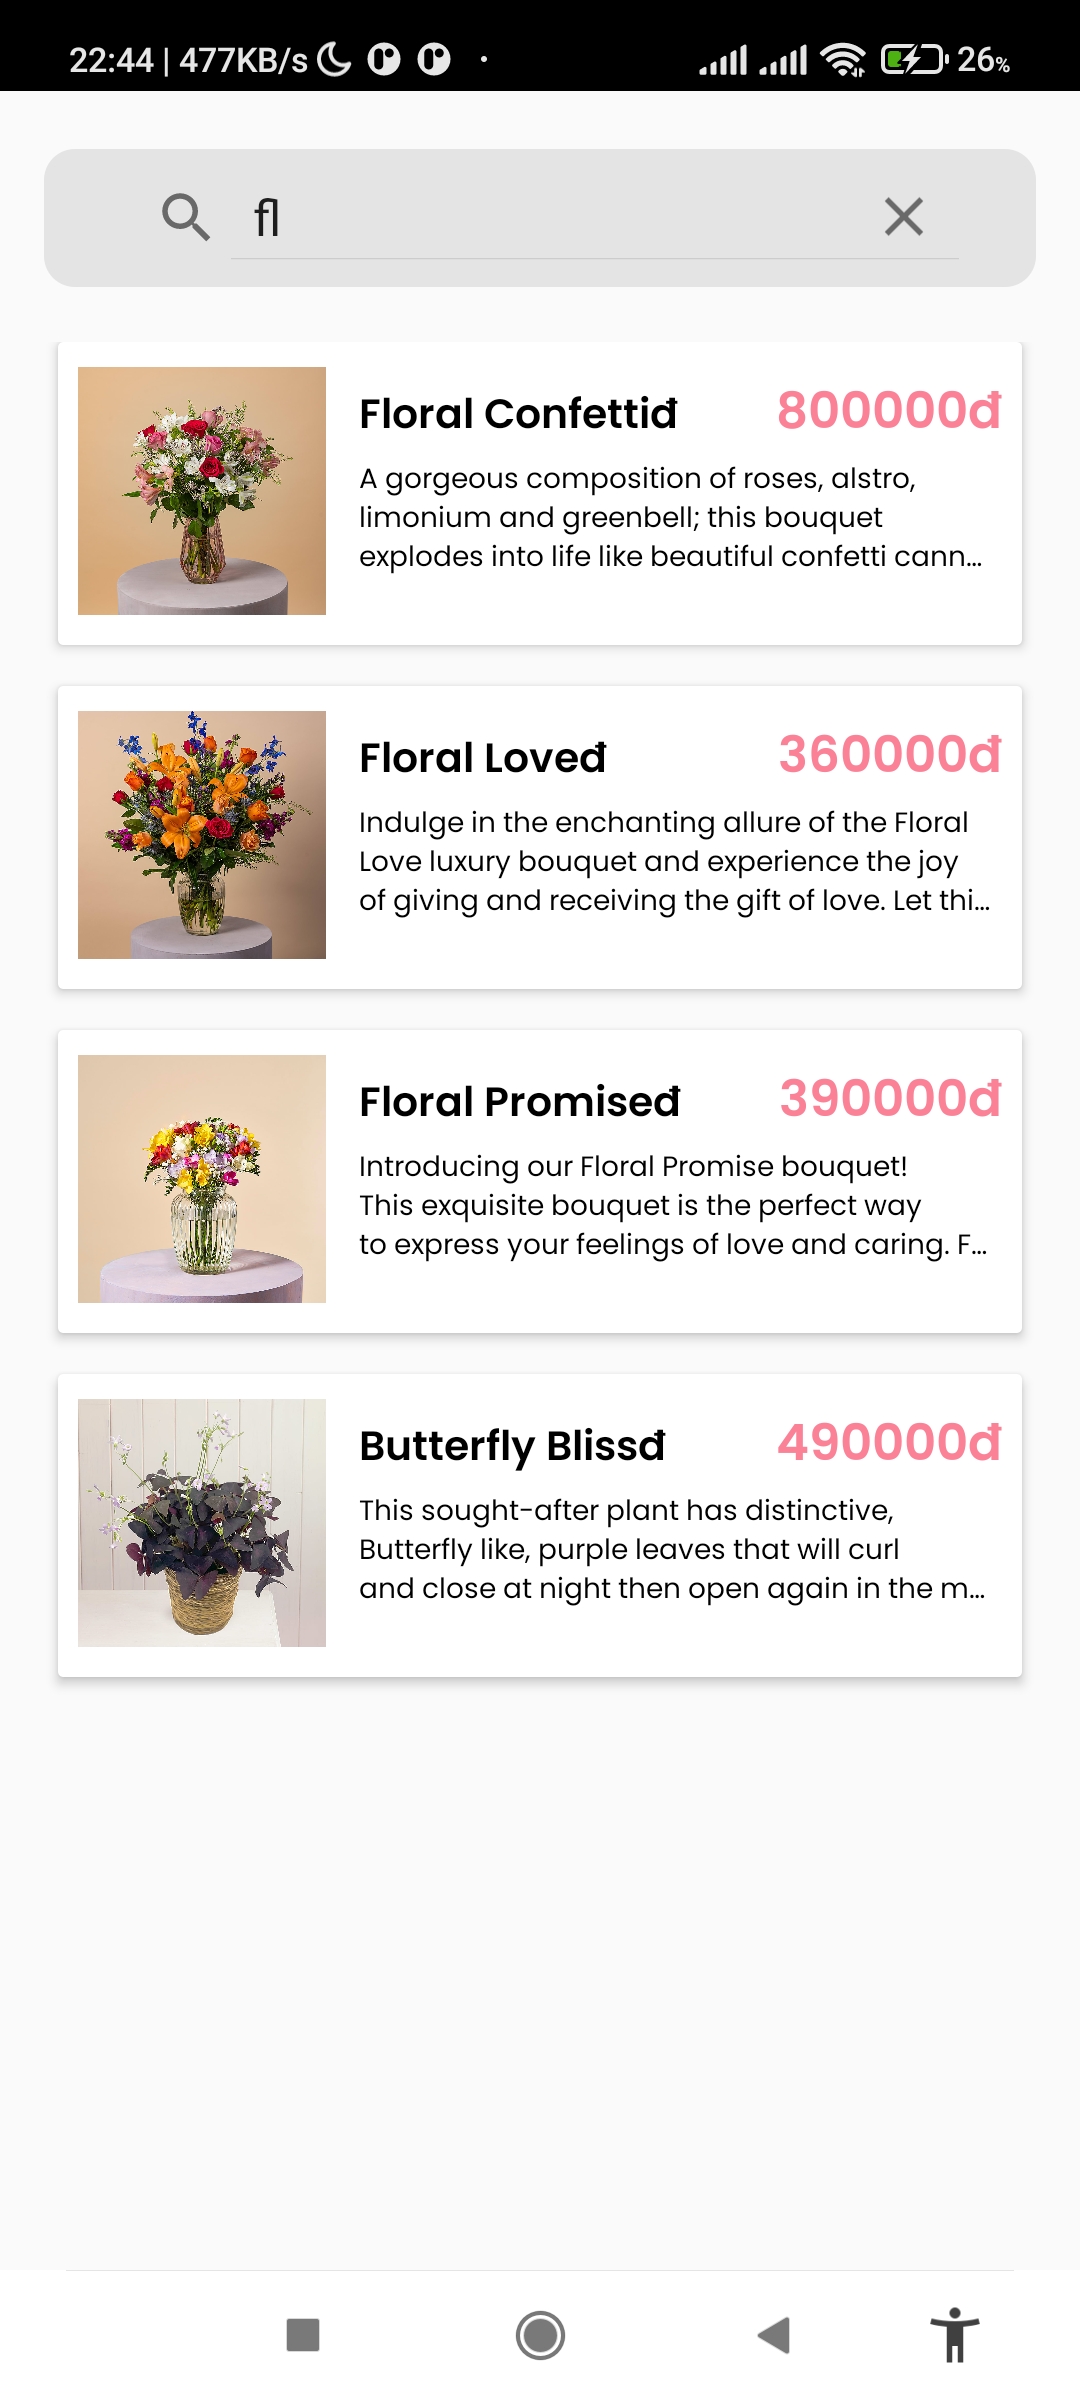 22:44 | 477KB/s
26%
fl
Floral Confettiđ
800000đ
A gorgeous composition of roses, alstro,
limonium and greenbell; this bouquet
explodes into life like beautiful confetti cann...
Floral Loveđ
360000đ
Indulge in the enchanting allure of the Floral
Love luxury bouquet and experience the joy
of giving and receiving the gift of love. Let thi...
Floral Promiseđ
390000đ
Introducing our Floral Promise bouquet!
This exquisite bouquet is the perfect way
to express your feelings of love and caring. F...
Butterfly Blissđ
490000đ
This sought-after plant has distinctive,
Butterfly like, purple leaves that will curl
and close at night then open again in the m...